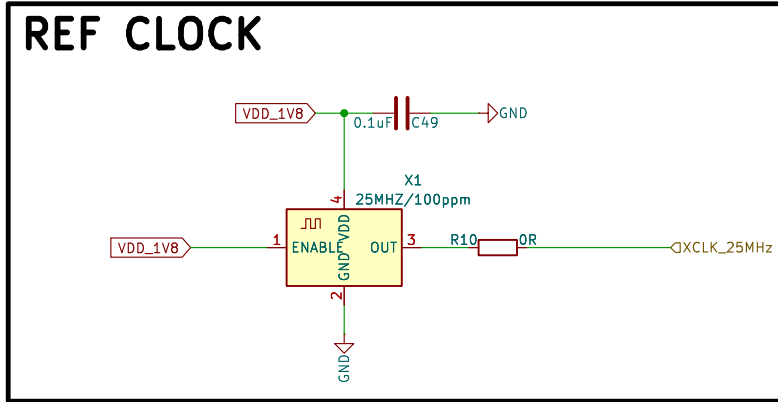 REF CLOCK
VDD_1V8
0.1uF C49
GND
X1
25MHZ/100ppm
4
VDD
1
VDD_1V8
ENABLE
OUT
3
R10
0R
XCLK_25MHz
GND
2
GND